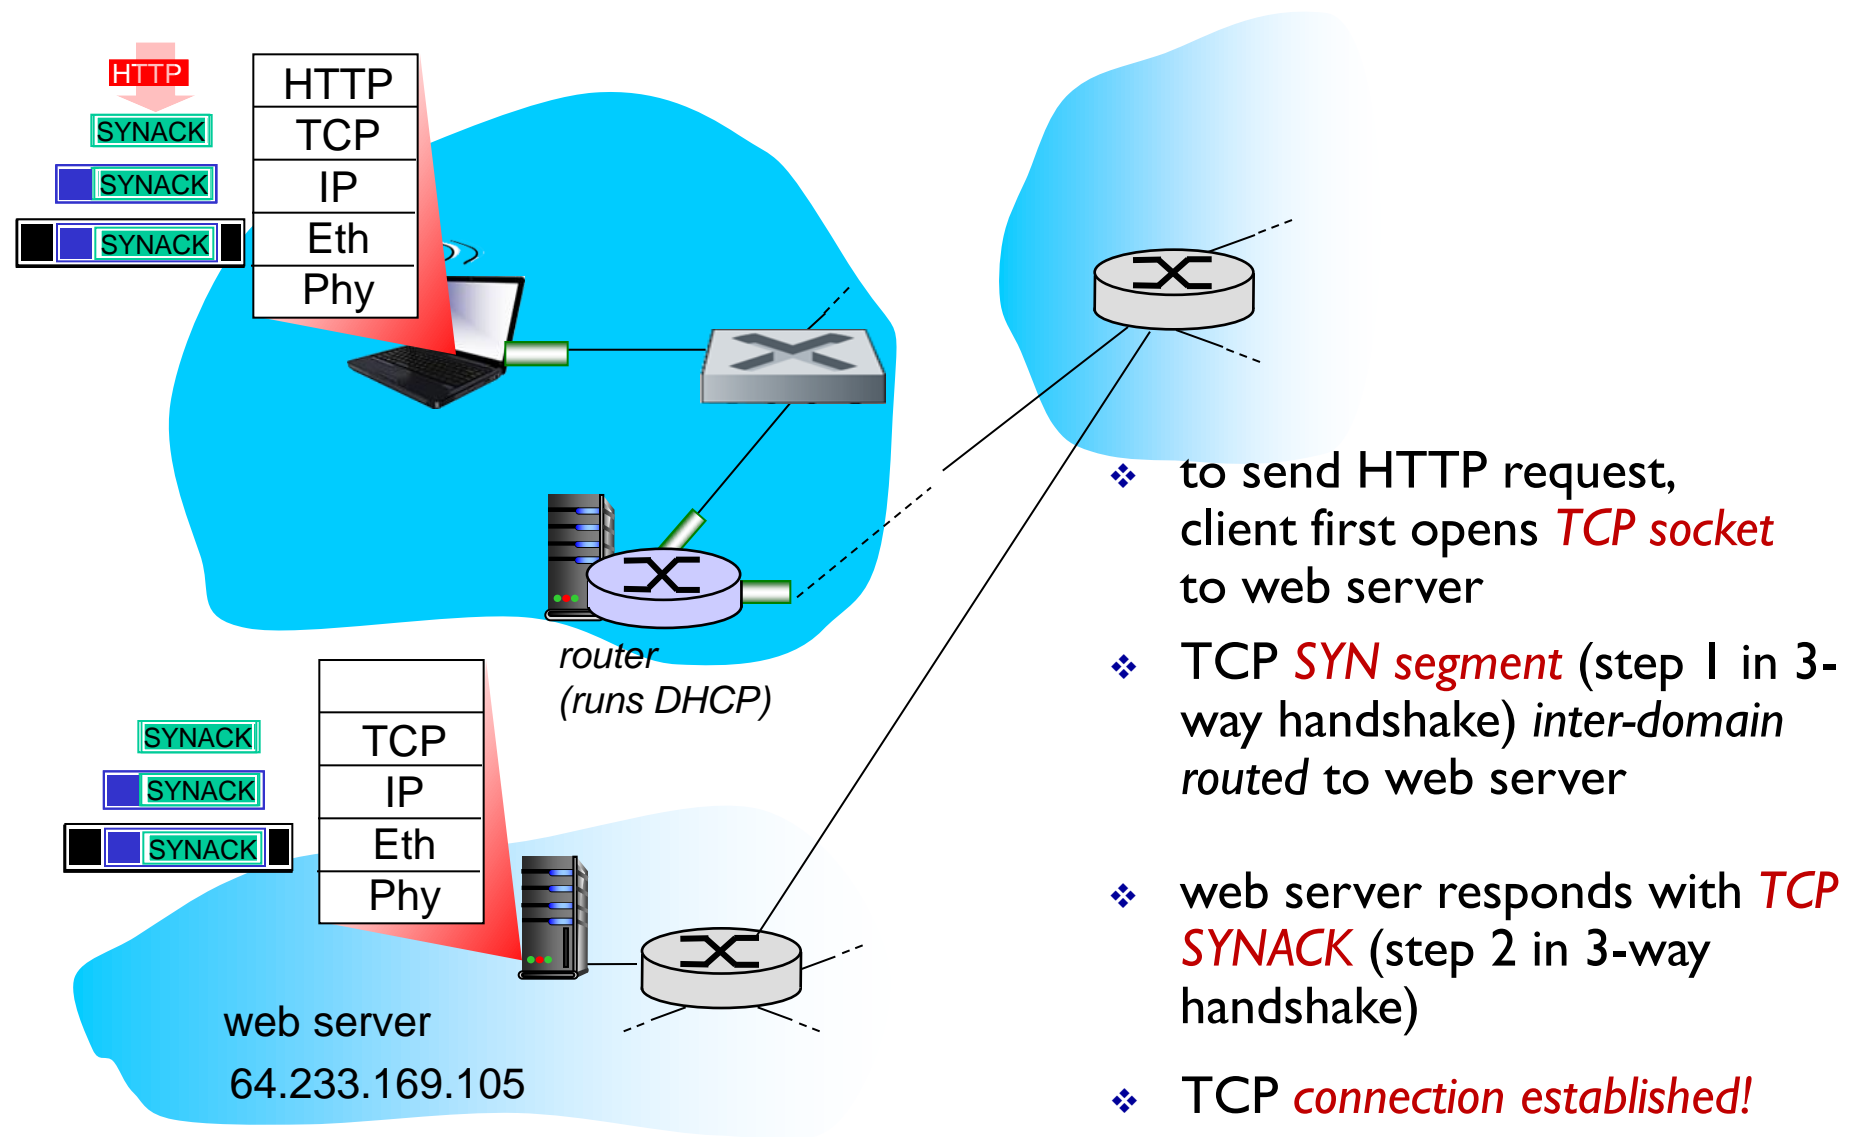 HTTP
SYNACK
SYNACK
SYNACK
HTTP
TCP
IP
Eth
Phy
router
(runs DHCP)
SYNACK
SYNACK
SYNACK
TCP
IP
Eth
Phy
web server
64.233.169.105
to send HTTP request,
client first opens TCP socket
to web server
TCP SYN segment (step 1 in 3-
way handshake) inter-domain
routed to web server
web server responds with TCP
SYNACK (step 2 in 3-way
handshake)
TCP connection established!